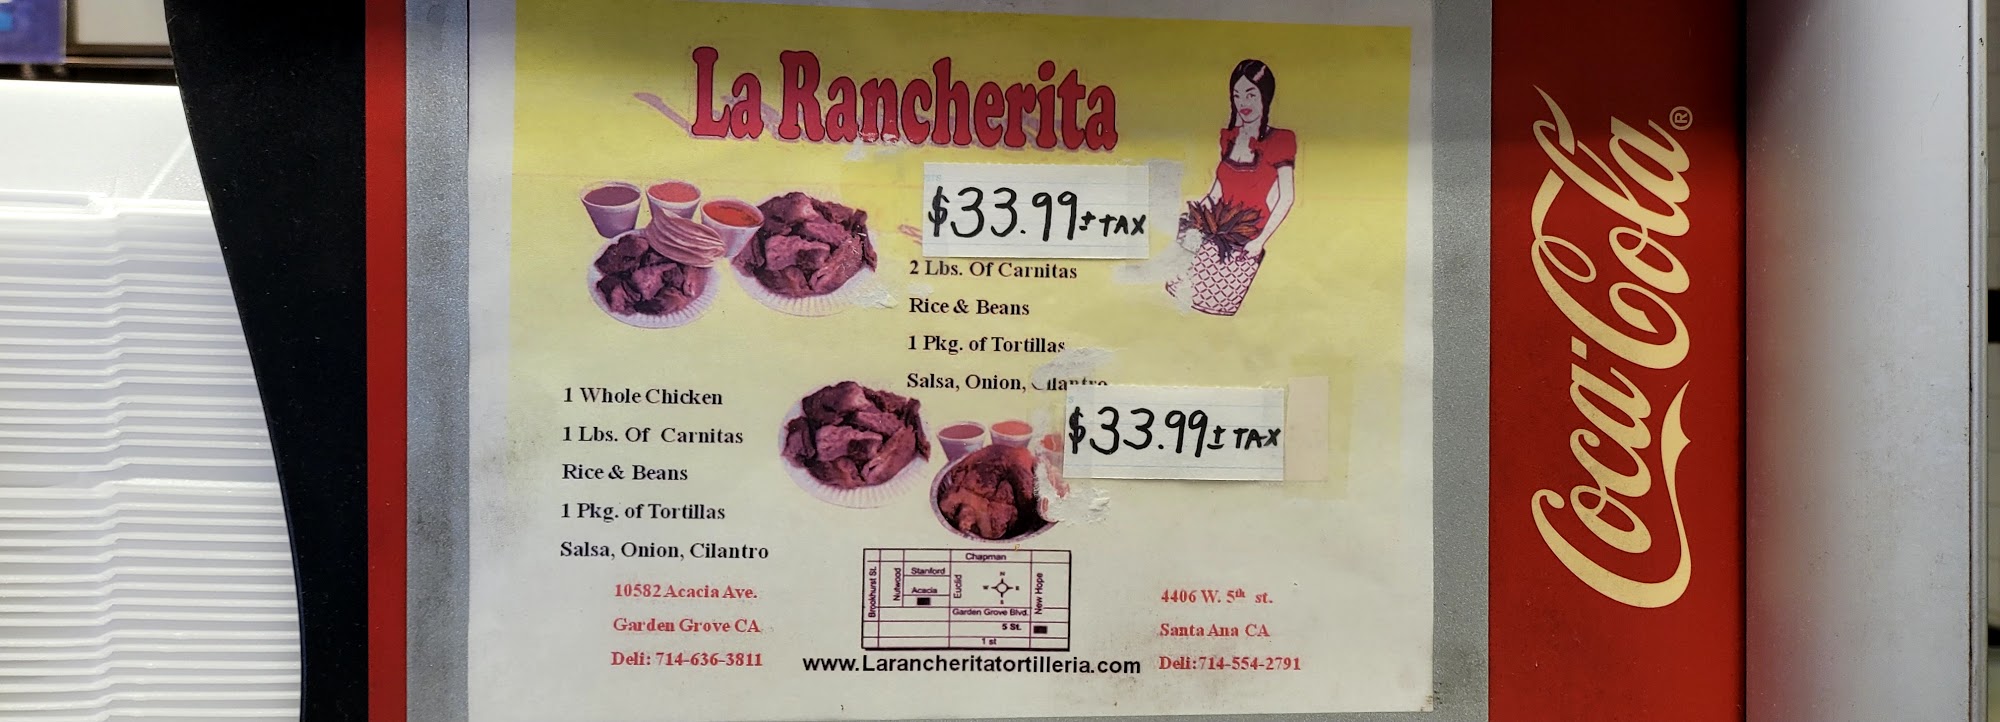 La Rancherita
$33.99 ± TAX
2 Lbs. Of Carnitas
Rice & Beans
1 Pkg. of Tortillas
Salsa, Onion, Cilantro
$33.99 ± TAX
1 Whole Chicken
1 Lbs. Of Carnitas
Rice & Beans
1 Pkg. of Tortillas
Salsa, Onion, Cilantro
10582 Acacia Ave.
Garden Grove CA
Deli: 714-636-3811
Chapman
Brookhurst St.
Nutwood
Stanford
Acacia
Euclid
N
W E
S
New Hope
Garden Grove Blvd.
5 St.
1 st
www.Larancheritatortilleria.com
4406 W. 5th st.
Santa Ana CA
Deli:714-554-2791
Coca-Cola®